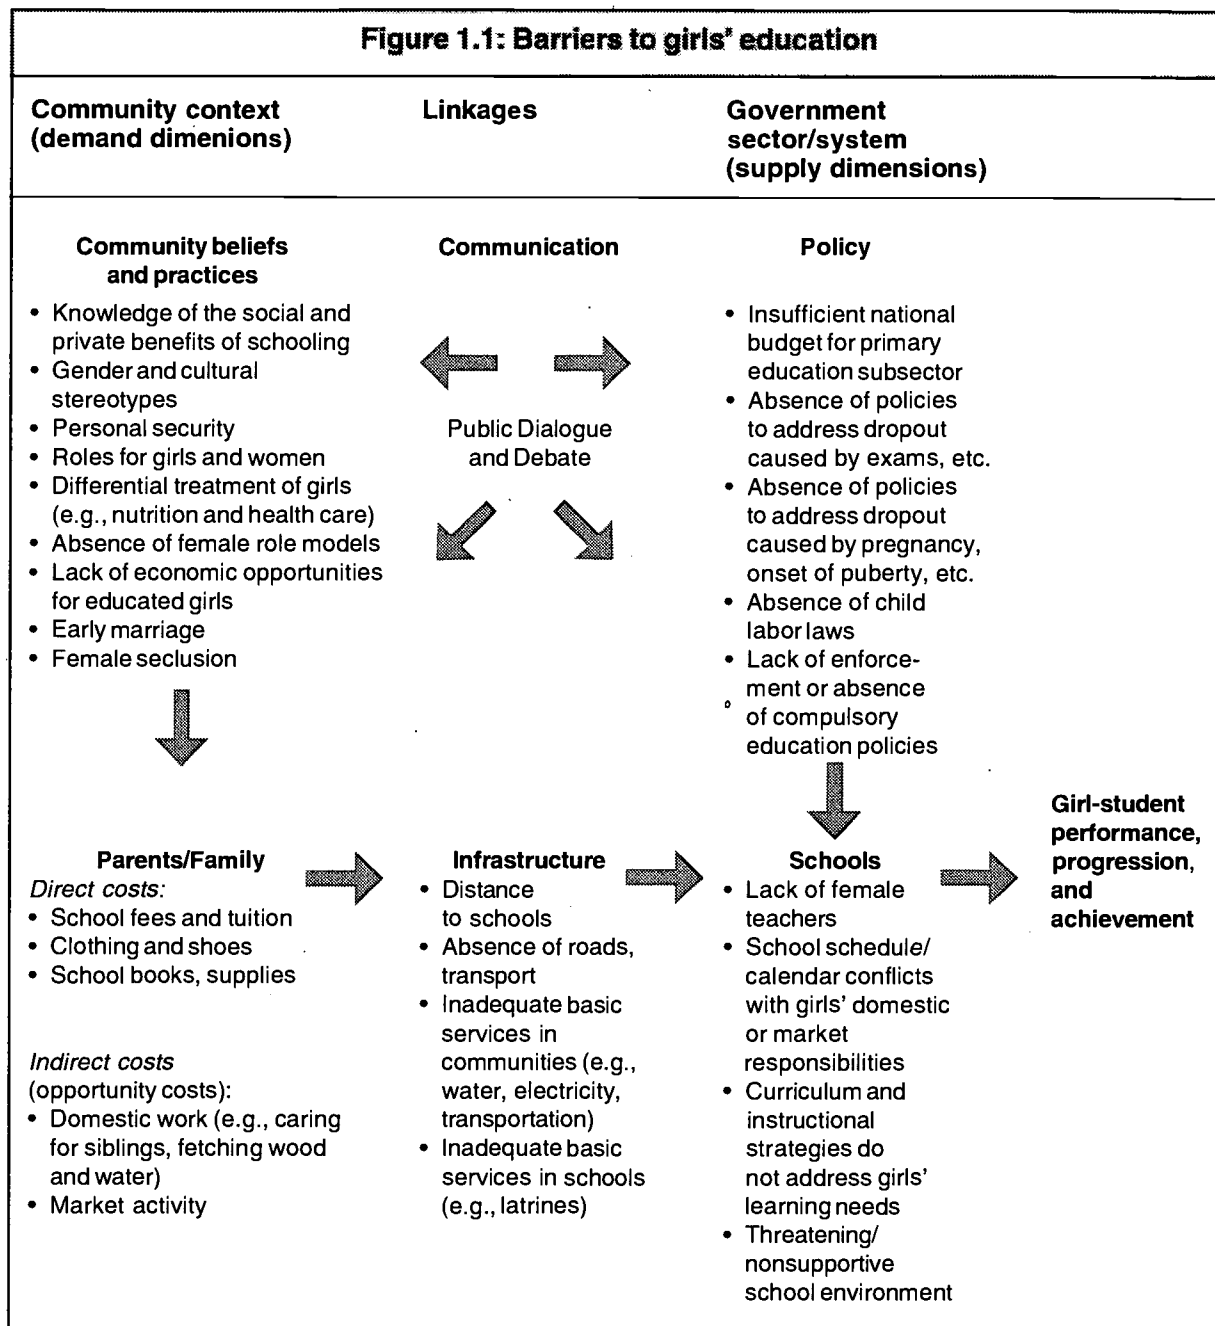 Figure 1.1: Barriers to girls' education
Community context
(demand dimenions)
Linkages
Government
sector/system
(supply dimensions)
Community beliefs
and practices
• Knowledge of the social and
private benefits of schooling
• Gender and cultural
stereotypes
• Personal security
• Roles for girls and women
• Differential treatment of girls
(e.g., nutrition and health care)
• Absence of female role models
• Lack of economic opportunities
for educated girls
• Early marriage
• Female seclusion
Communication
Public Dialogue
and Debate
Policy
• Insufficient national
budget for primary
education subsector
• Absence of policies
to address dropout
caused by exams, etc.
• Absence of policies
to address dropout
caused by pregnancy,
onset of puberty, etc.
• Absence of child
labor laws
• Lack of enforce-
ment or absence
of compulsory
education policies
Parents/Family
Direct costs:
• School fees and tuition
• Clothing and shoes
• School books, supplies
Indirect costs
(opportunity costs):
• Domestic work (e.g., caring
for siblings, fetching wood
and water)
• Market activity
Infrastructure
• Distance
to schools
• Absence of roads,
transport
• Inadequate basic
services in
communities (e.g.,
water, electricity,
transportation)
• Inadequate basic
services in schools
(e.g., latrines)
Schools
• Lack of female
teachers
• School schedule/
calendar conflicts
with girls' domestic
or market
responsibilities
• Curriculum and
instructional
strategies do
not address girls'
learning needs
• Threatening/
nonsupportive
school environment
Girl-student
performance,
progression,
and
achievement